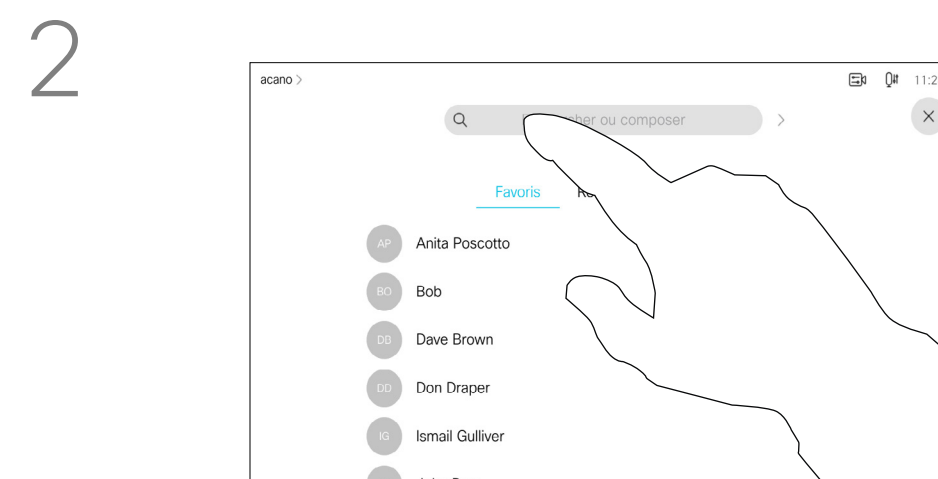 2
acano >
11:2
ou composer
Favoris
AP Anita Poscotto
BO Bob
DB Dave Brown
DD Don Draper
IG Ismail Gulliver